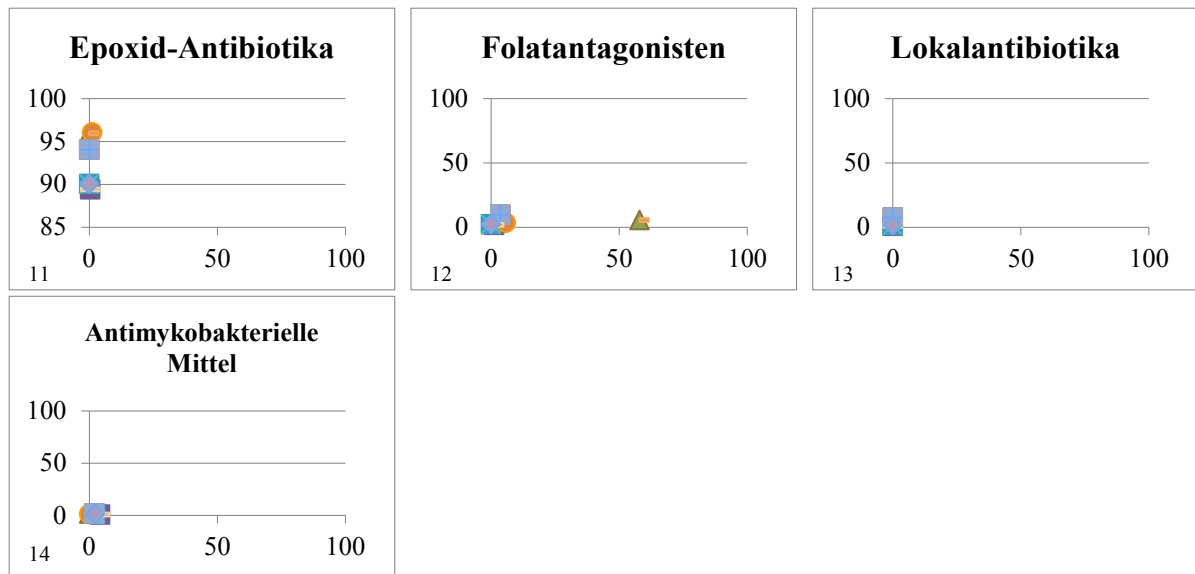 Epoxid-Antibiotika
100
95
90
85
0 50 100
11
Folatantagonisten
100
50
0
0 50 100
12
Lokalantibiotika
100
50
0
0 50 100
13
Antimykobakterielle
Mittel
100
50
0
0 50 100
14